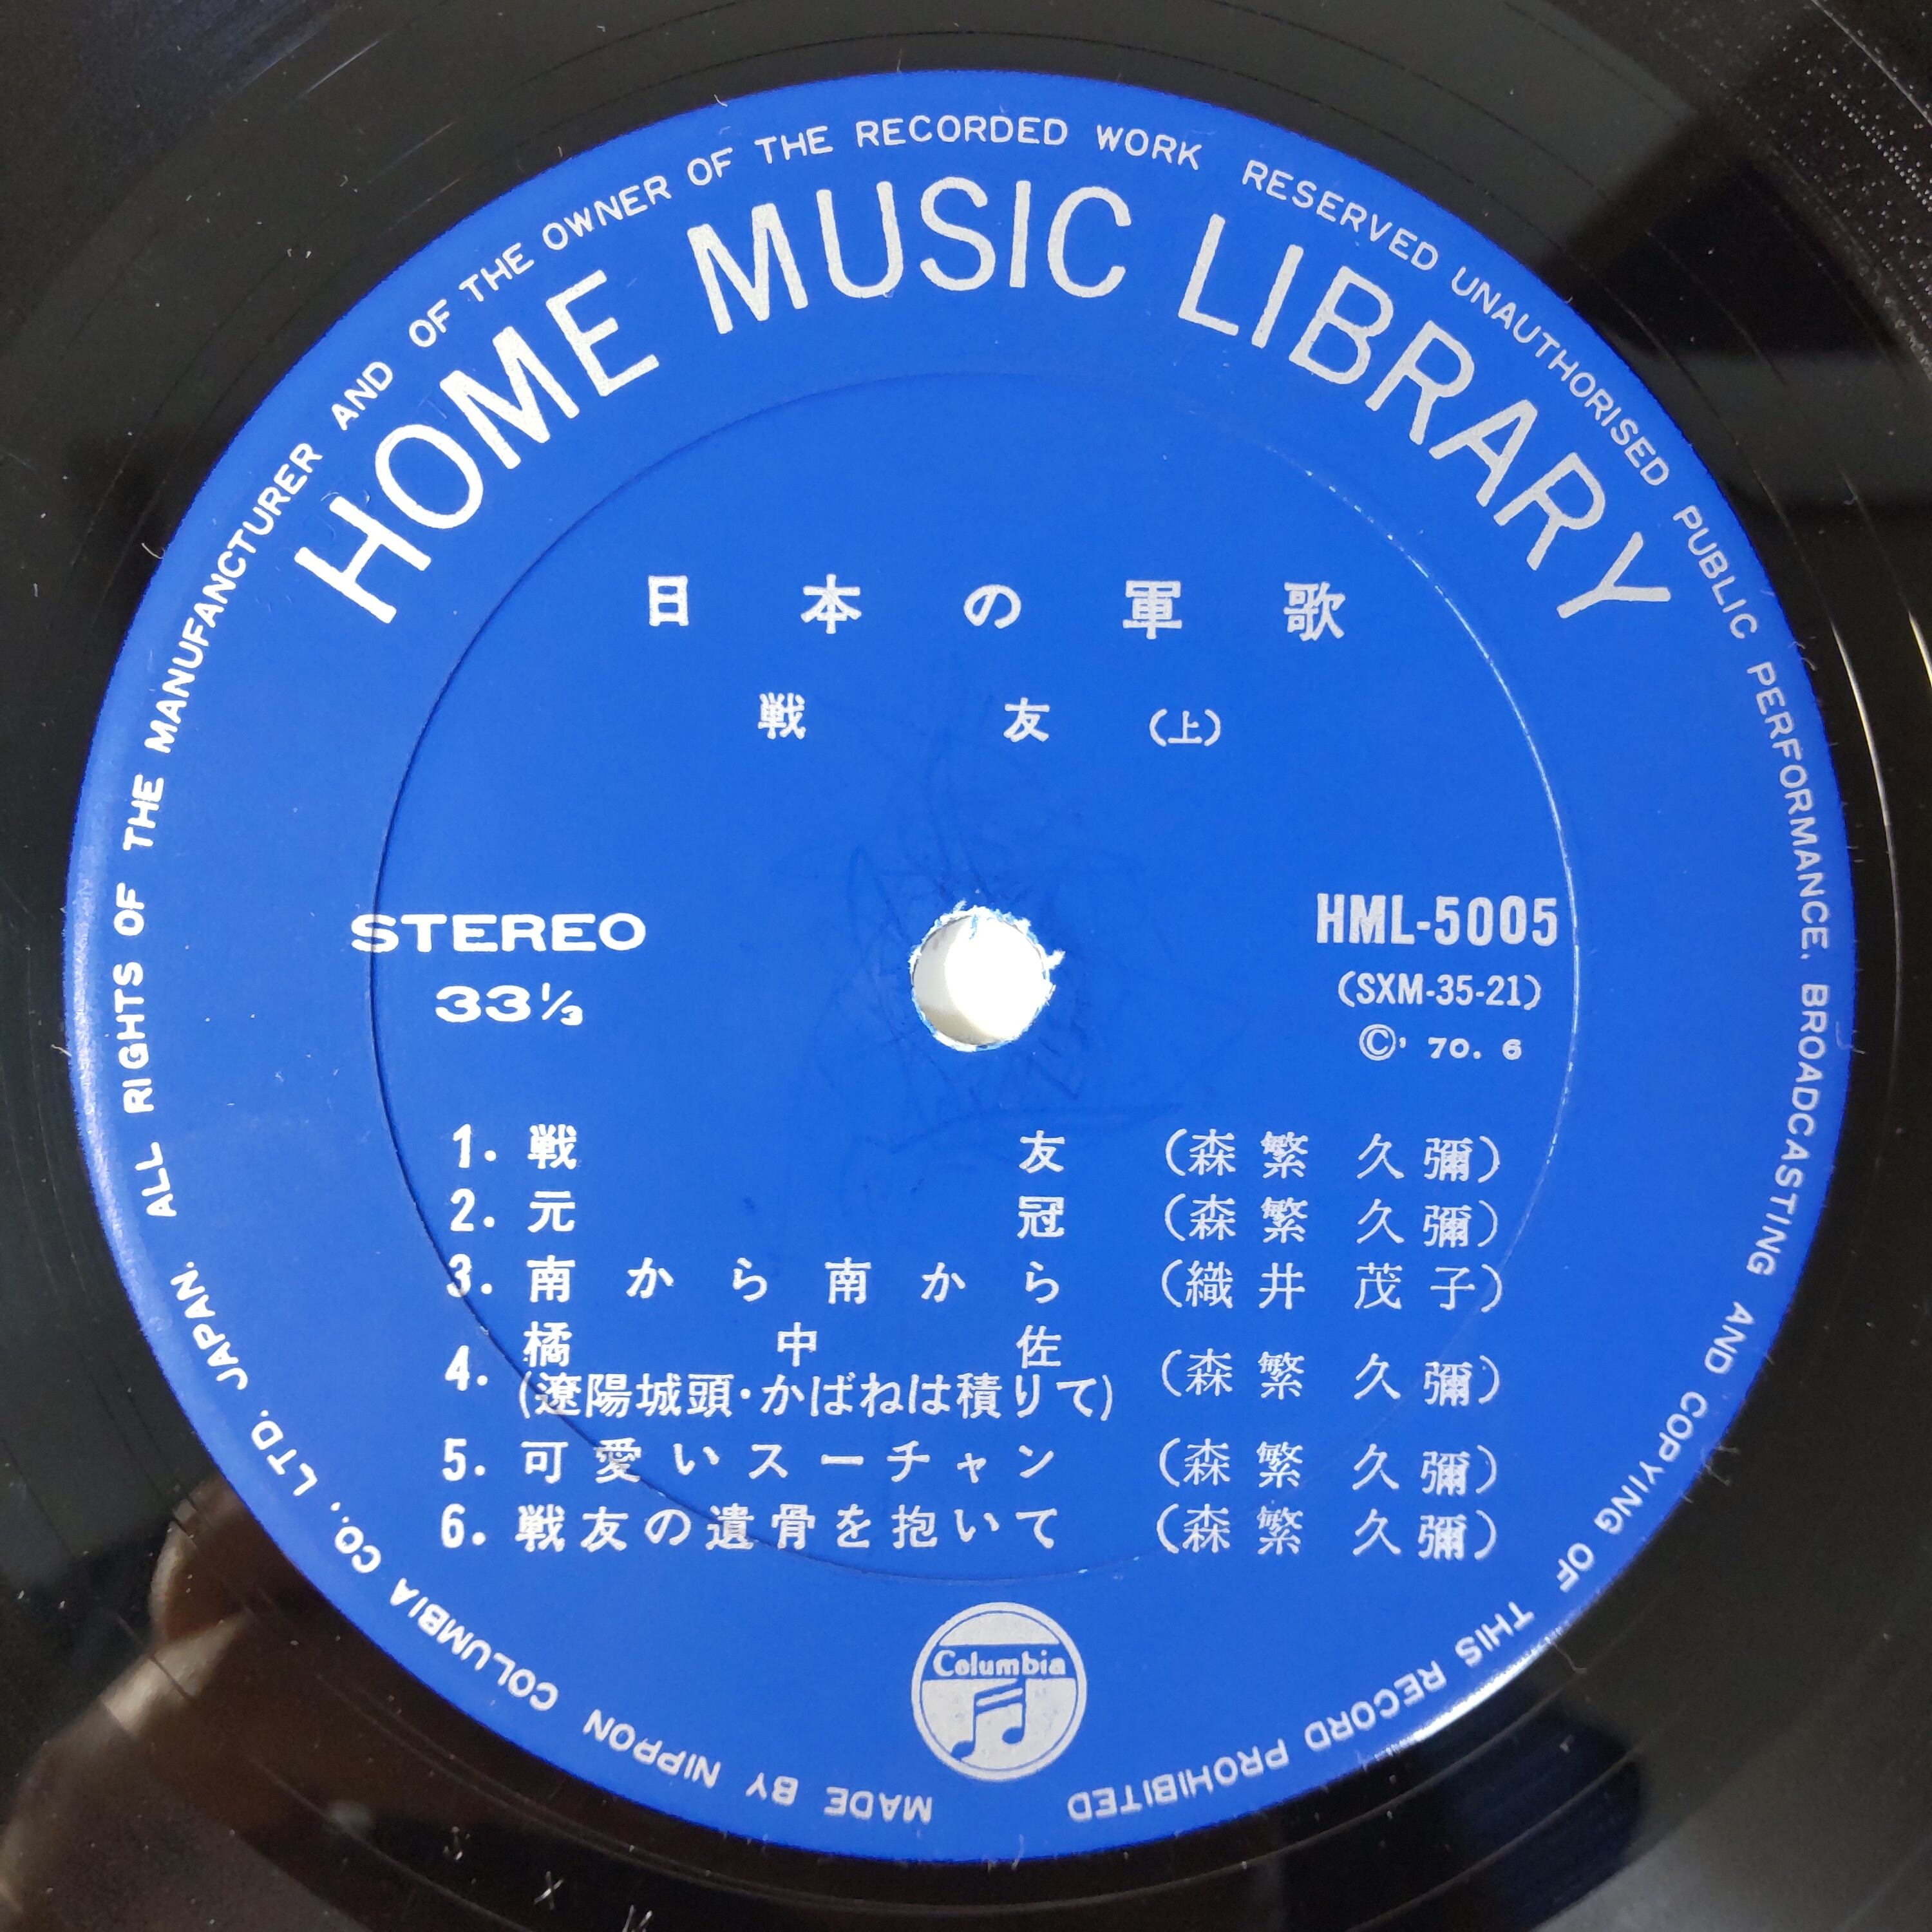 ALL RIGHTS OF THE MANUFANCTURER AND OF THE OWNER OF THE RECORDED WORK RESERVED UNAUTHORISED PUBLIC PERFORMANCE. BROADCASTING AND COPYING OF THIS RECORD PROHIBITED
HOME MUSIC LIBRARY
日本の軍歌
戦友(上)
STEREO
33⅓
HML-5005
(SXM-35-21)
©'70.6
1. 戦友 (森繁久彌)
2. 元冠 (森繁久彌)
3. 南から南から (織井茂子)
4. 橘中佐 (森繁久彌)
(遼陽城頭・かばねは積りて)
5. 可愛いスーチャン (森繁久彌)
6. 戦友の遺骨を抱いて (森繁久彌)
Columbia
MADE BY NIPPON COLUMBIA CO., LTD. JAPAN.